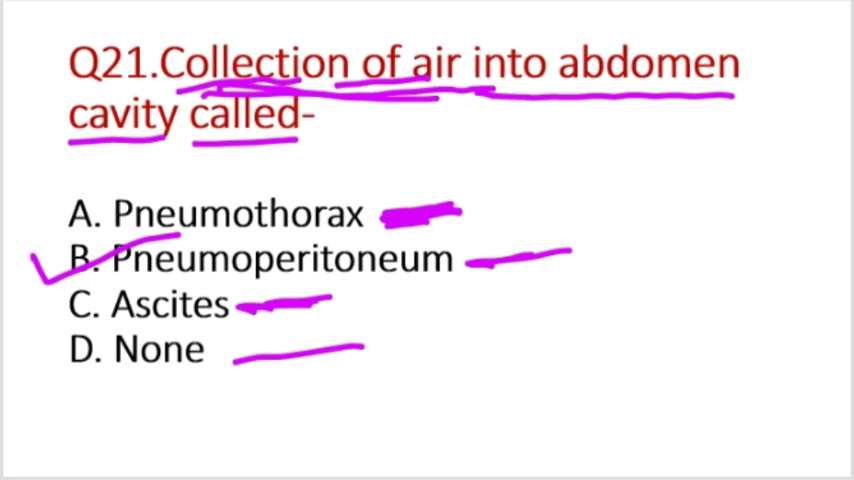 Q21.Collection of air into abdomen
cavity called-
A. Pneumothorax
B. Pneumoperitoneum
C. Ascites
D. None